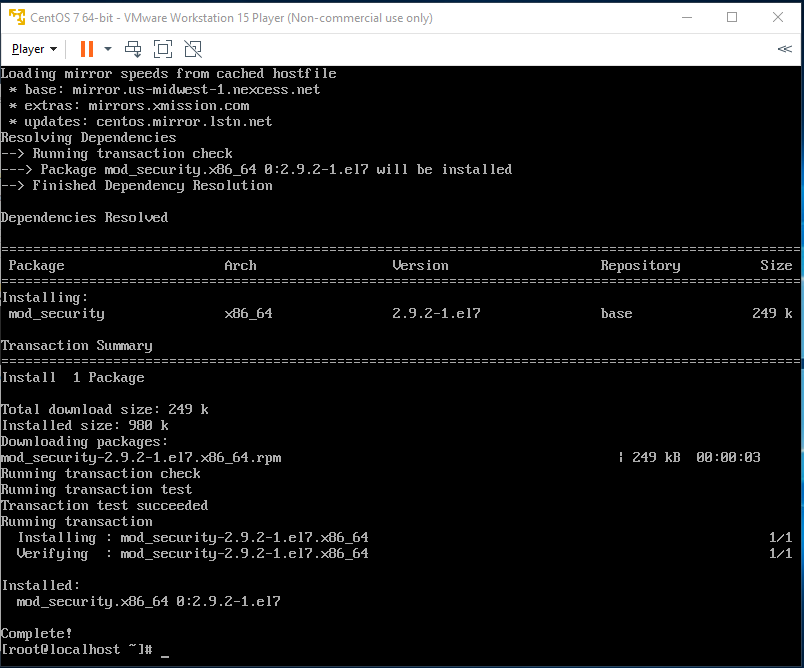 CentOS 7 64-bit - VMware Workstation 15 Player (Non-commercial use only)
Player
Loading mirror speeds from cached hostfile
 * base: mirror.us-midwest-1.nexcess.net
 * extras: mirrors.xmission.com
 * updates: centos.mirror.lstn.net
Resolving Dependencies
--> Running transaction check
---> Package mod_security.x86_64 0:2.9.2-1.el7 will be installed
--> Finished Dependency Resolution
Dependencies Resolved
================================================================================
 Package Arch Version Repository Size
================================================================================
Installing:
 mod_security x86_64 2.9.2-1.el7 base 249 k
Transaction Summary
================================================================================
Install  1 Package
Total download size: 249 k
Installed size: 980 k
Downloading packages:
mod_security-2.9.2-1.el7.x86_64.rpm | 249 kB  00:00:03
Running transaction check
Running transaction test
Transaction test succeeded
Running transaction
  Installing : mod_security-2.9.2-1.el7.x86_64 1/1
  Verifying  : mod_security-2.9.2-1.el7.x86_64 1/1
Installed:
  mod_security.x86_64 0:2.9.2-1.el7
Complete!
[root@localhost ~]# _